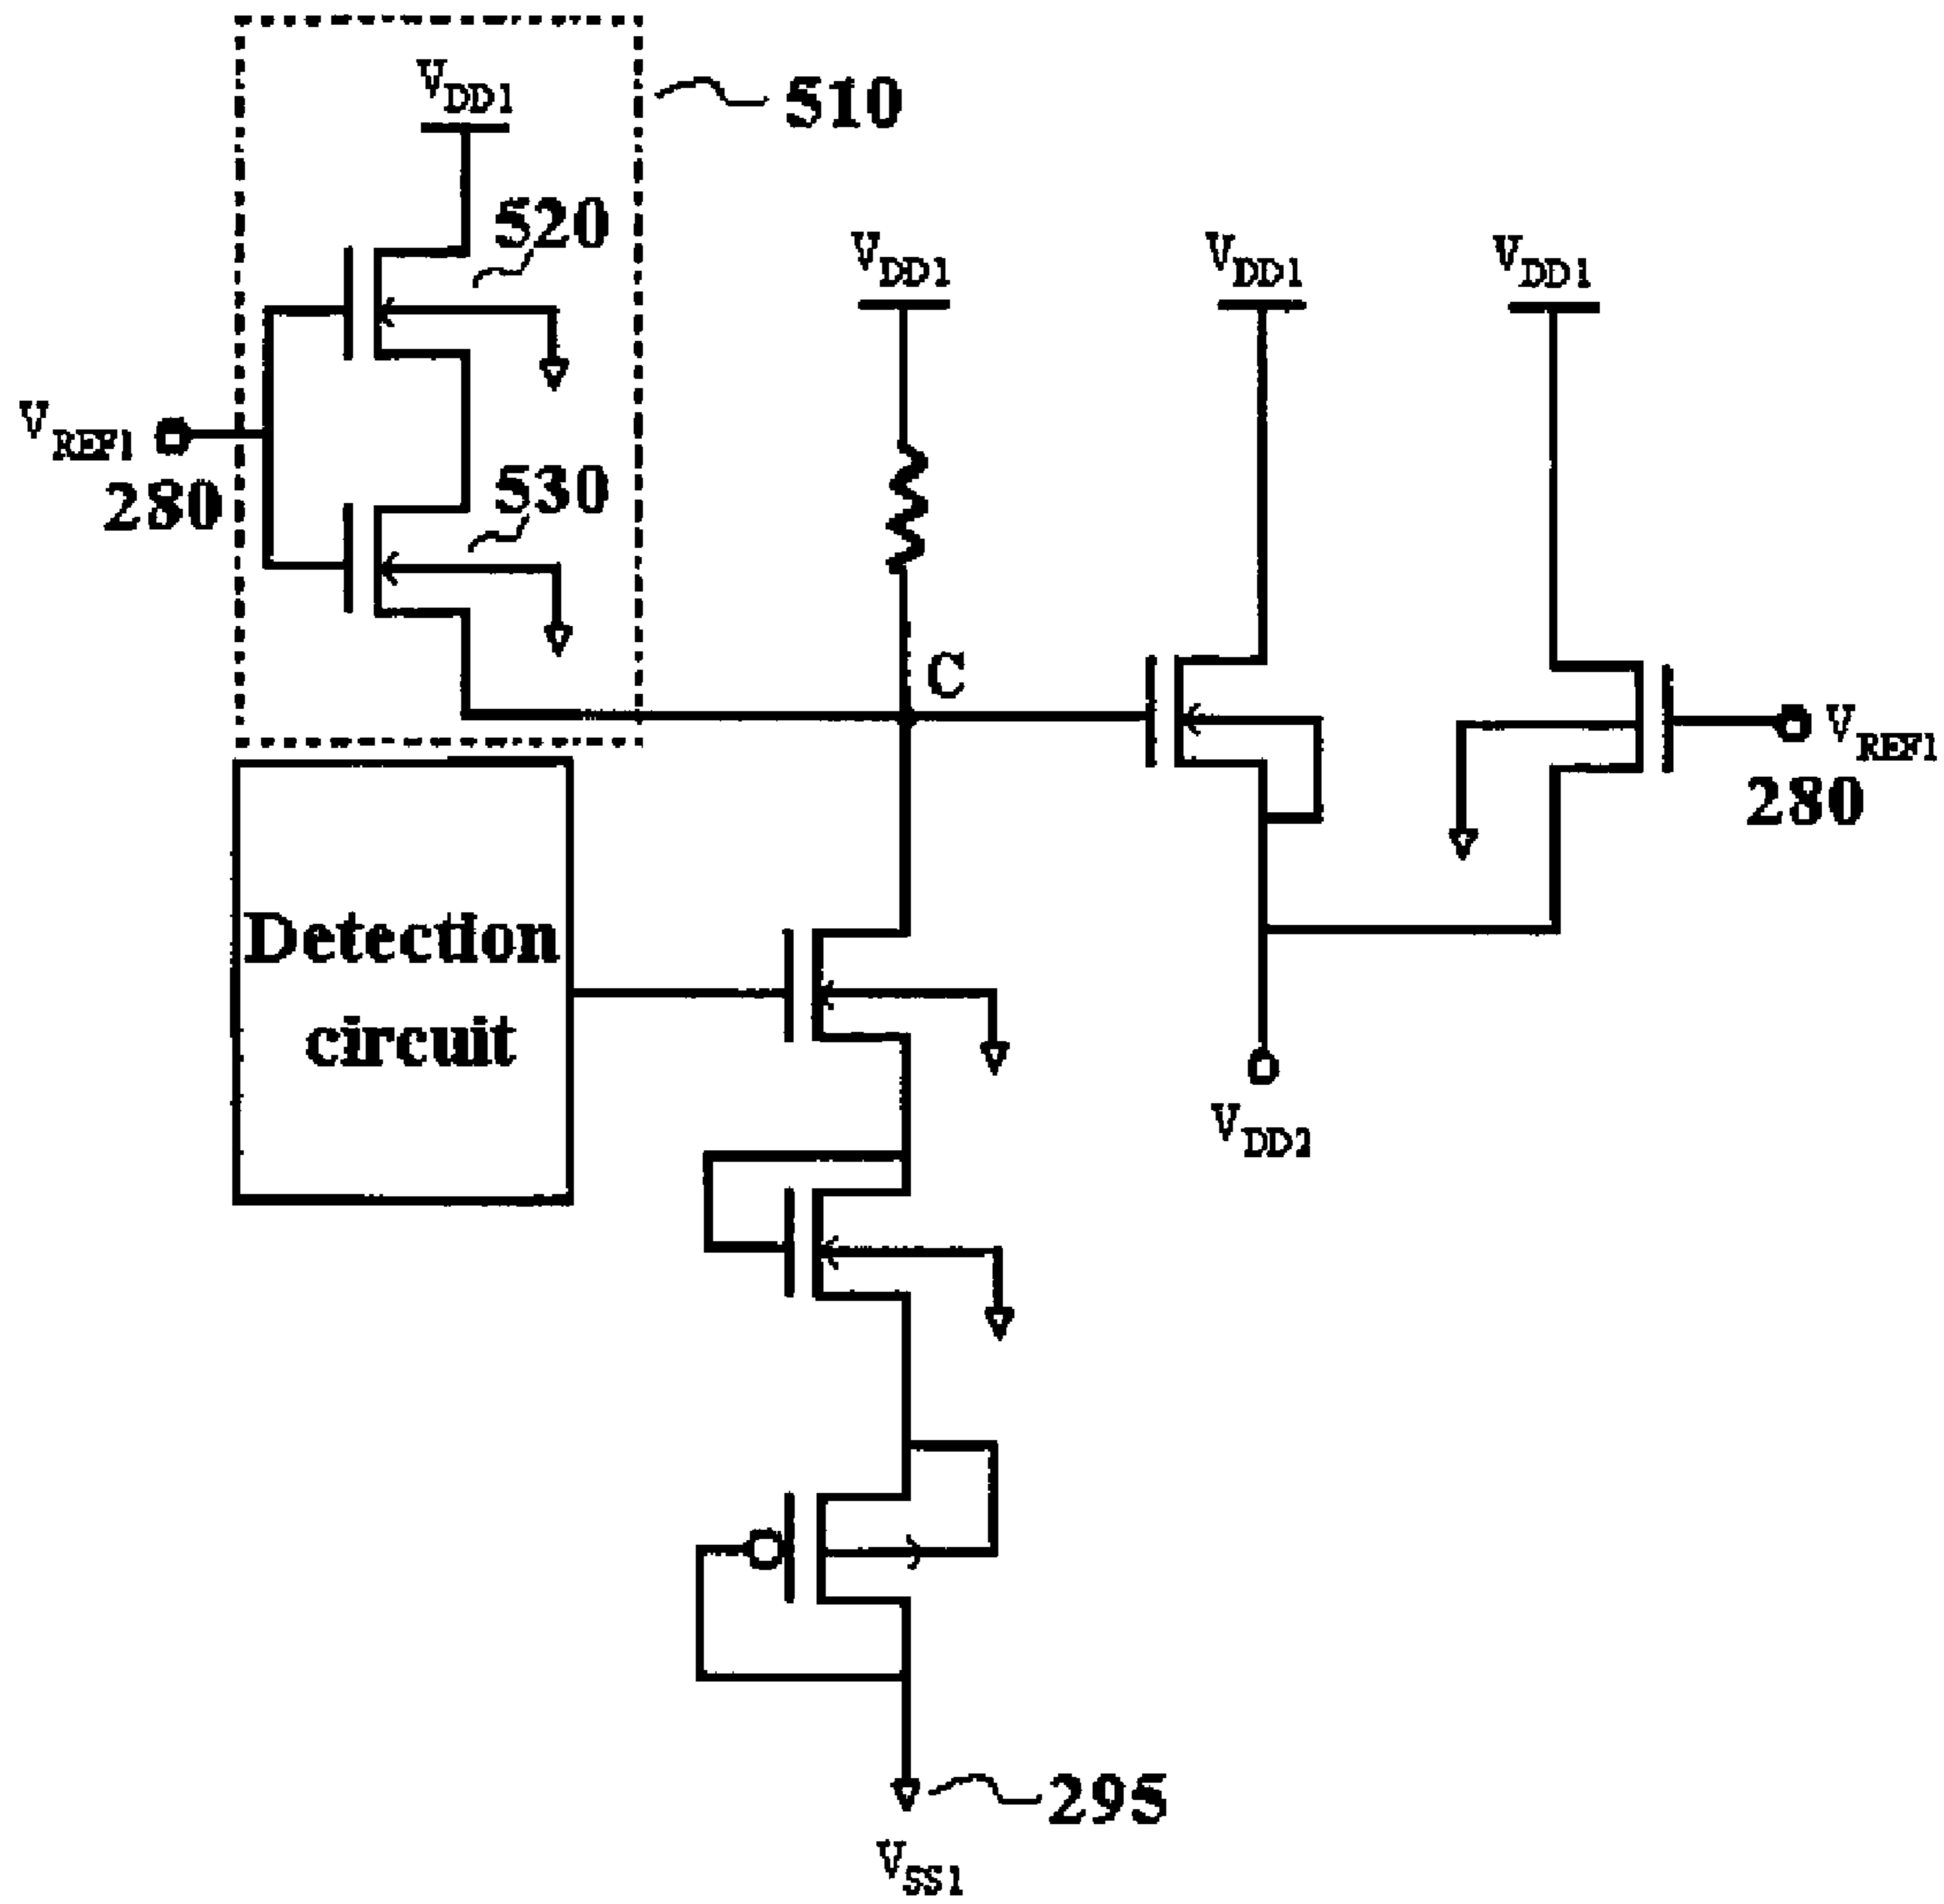 VDD1
510
520
VDD1
VDD1
VDD1
VREF1
280
530
C
VREF1
280
Detection
circuit
VDD2
295
VSS1